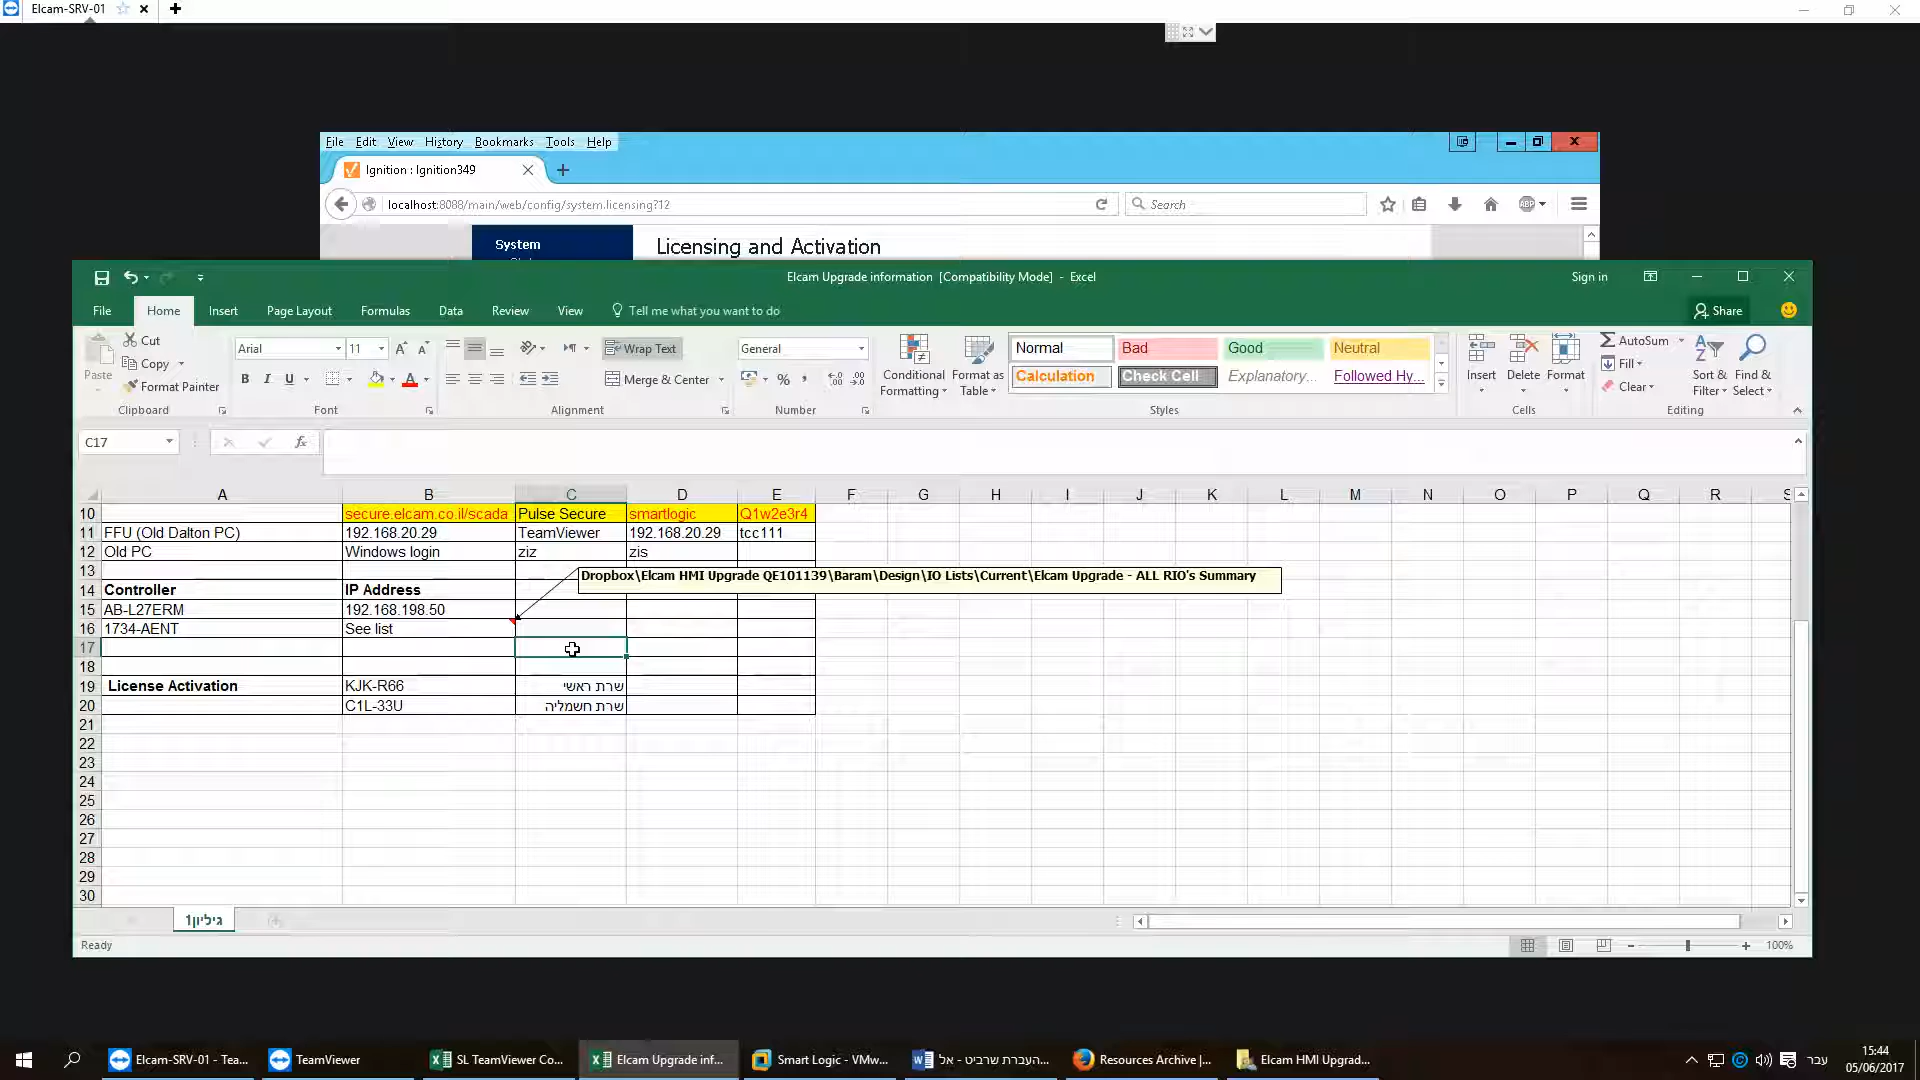 Elcam-SRV-01
File Edit View History Bookmarks Tools Help
Ignition : Ignition349
localhost:8088/main/web/config/system.licensing?12
Search
ABP
System
Licensing and Activation
Elcam Upgrade information [Compatibility Mode] - Excel
Sign in
File Home Insert Page Layout Formulas Data Review View Tell me what you want to do
Share
Paste
Cut
Copy
Format Painter
Clipboard
Arial 11
B I U
Font
Wrap Text
Merge & Center
Alignment
General
Number
Conditional Formatting
Format as Table
Normal Bad Good Neutral
Calculation Check Cell Explanatory... Followed Hy...
Styles
Insert Delete Format
Cells
AutoSum
Fill
Clear
Sort & Filter
Find & Select
Editing
C17
fx
A B C D E F G H I J K L M N O P Q R S
10 secure.elcam.co.il/scada Pulse Secure smartlogic Q1w2e3r4
11 FFU (Old Dalton PC) 192.168.20.29 TeamViewer 192.168.20.29 tcc111
12 Old PC Windows login ziz zis
13
Dropbox\Elcam HMI Upgrade QE101139\Baram\Design\IO Lists\Current\Elcam Upgrade - ALL RIO's Summary
14 Controller IP Address
15 AB-L27ERM 192.168.198.50
16 1734-AENT See list
17
18
19 License Activation KJK-R66 שרת ראשי
20 C1L-33U שרת חשמליה
21
22
23
24
25
26
27
28
29
30
גיליון1
Ready
100%
Elcam-SRV-01 - Tea...
TeamViewer
SL TeamViewer Co...
Elcam Upgrade inf...
Smart Logic - VMw...
העברת שרביט - אל...
Resources Archive |...
Elcam HMI Upgrad...
עבר
15:44
05/06/2017